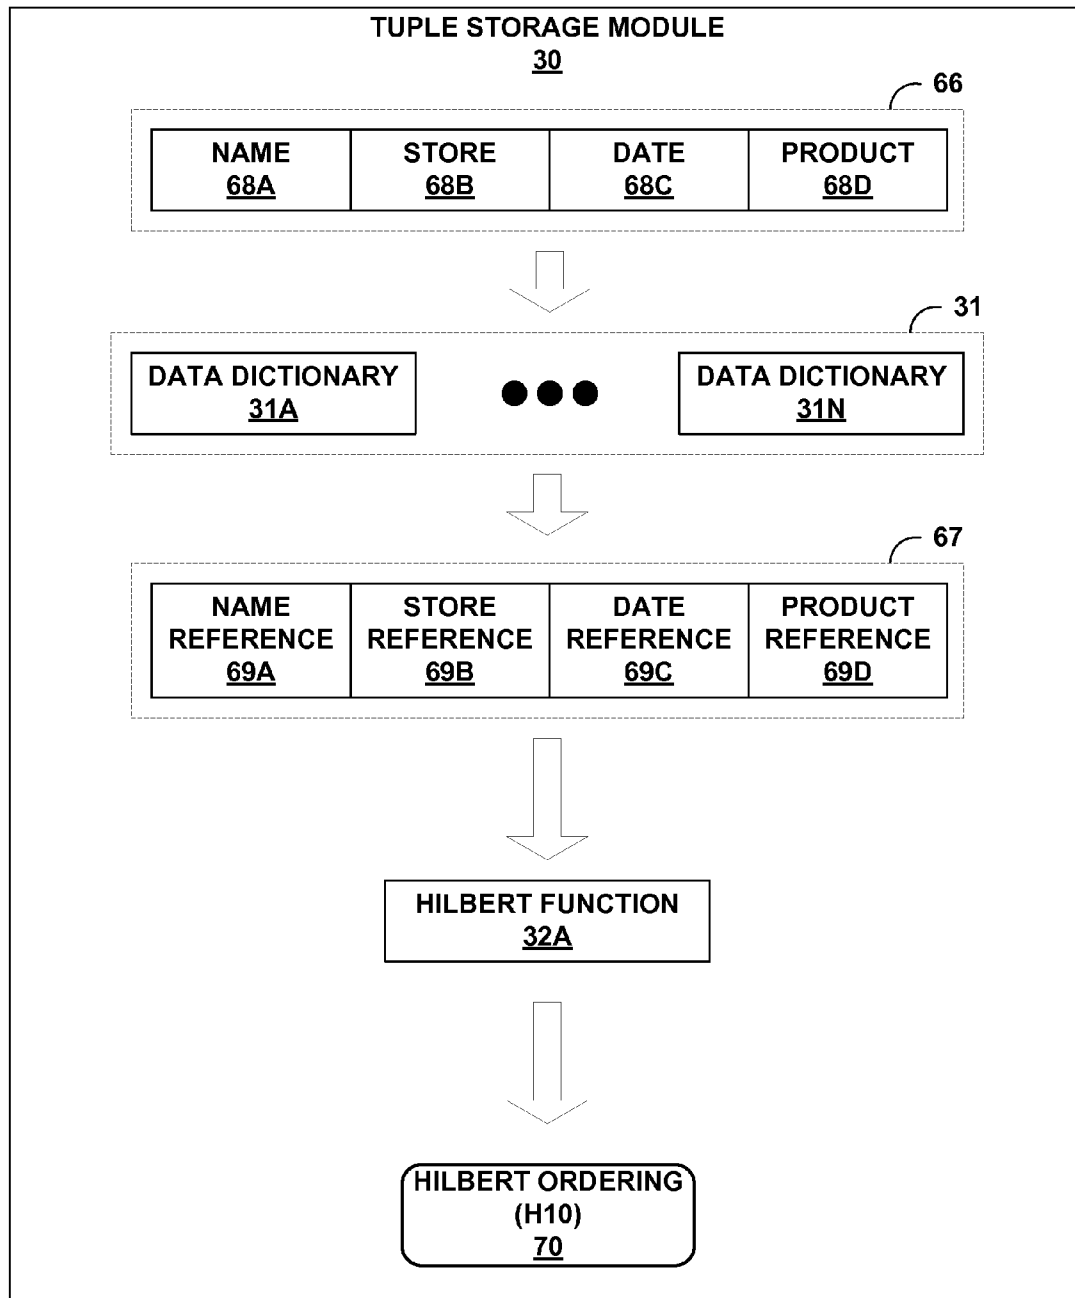 TUPLE STORAGE MODULE
30
66
NAME STORE DATE PRODUCT
68A 68B 68C 68D
31
DATA DICTIONARY DATA DICTIONARY
31A 31N
67
NAME STORE DATE PRODUCT
REFERENCE REFERENCE REFERENCE REFERENCE
69A 69B 69C 69D
HILBERT FUNCTION
32A
HILBERT ORDERING
(H10)
70